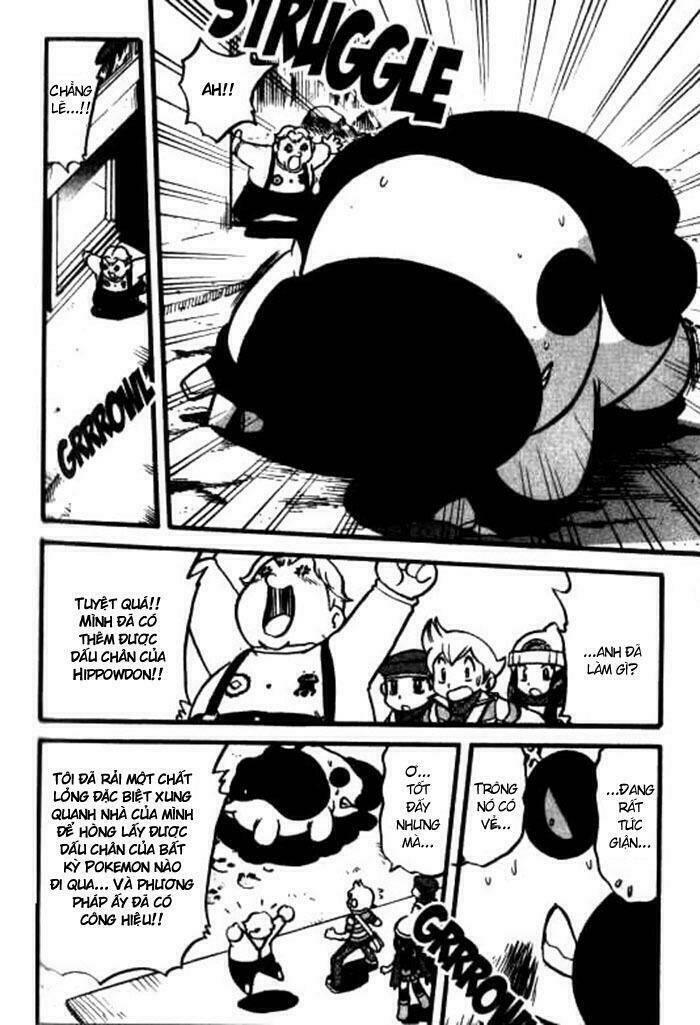 CHẲNG
LẼ...!!
STRUGGLE
AH!!
GRRROWL!
TUYỆT QUÁ!!
MÌNH ĐÃ CÓ
THÊM ĐƯỢC
DẤU CHÂN CỦA
HIPPOWDON!!
...ANH ĐÃ
LÀM GÌ?
TÔI ĐÃ RẢI MỘT CHẤT
LỎNG ĐẶC BIỆT XUNG
QUANH NHÀ CỦA MÌNH
ĐỂ HÒNG LẤY ĐƯỢC
DẤU CHÂN CỦA BẤT
KỲ POKEMON NÀO
ĐI QUA... VÀ PHƯƠNG
PHÁP ẤY ĐÃ CÓ
CÔNG HIỆU!!
Ơ...
TỐT
ĐẤY
NHƯNG
MÀ...
TRÔNG
NÓ CÓ
VẺ...
...ĐANG
RẤT
TỨC
GIẬN...
GRRROWL!